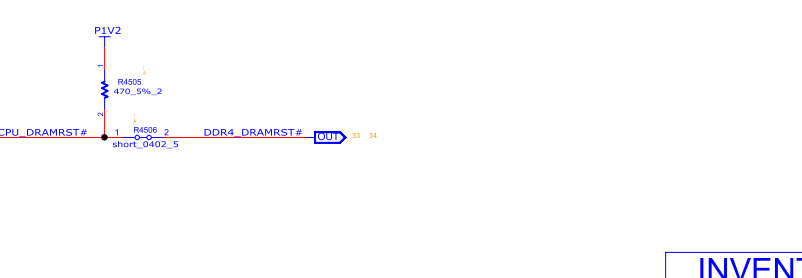 P1V2
1
R4505
470_5%_2
2
CPU_DRAMRST# 1 R4506 2 DDR4_DRAMRST# OUT 33 34
short_0402_5
INVENT